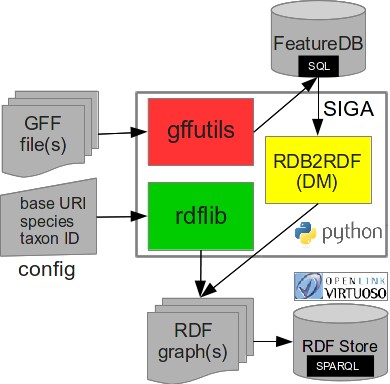 FeatureDB
SQL
GFF
file(s)
gffutils
SIGA
RDB2RDF
(DM)
base URI
species
taxon ID
config
rdflib
python
OPENLINK
VIRTUOSO
RDF
graph(s)
RDF Store
SPARQL